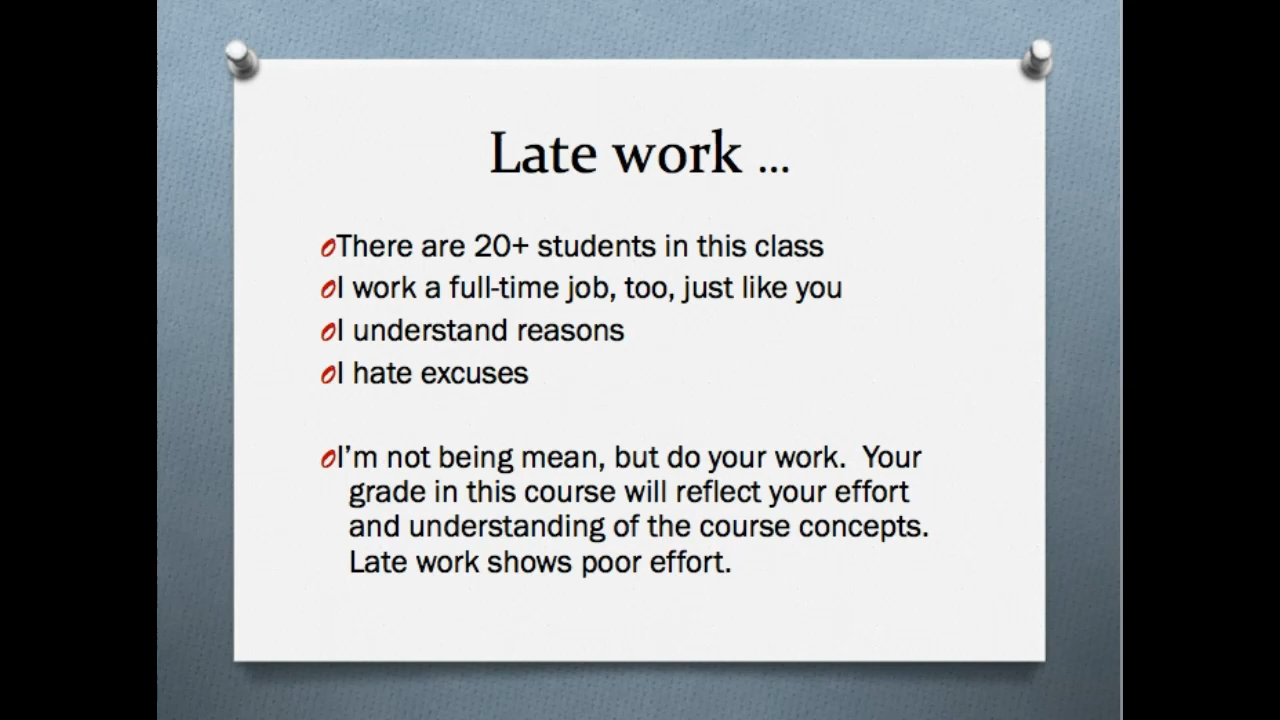 Late work ...
There are 20+ students in this class
I work a full-time job, too, just like you
I understand reasons
I hate excuses
I'm not being mean, but do your work.  Your
grade in this course will reflect your effort
and understanding of the course concepts.
Late work shows poor effort.